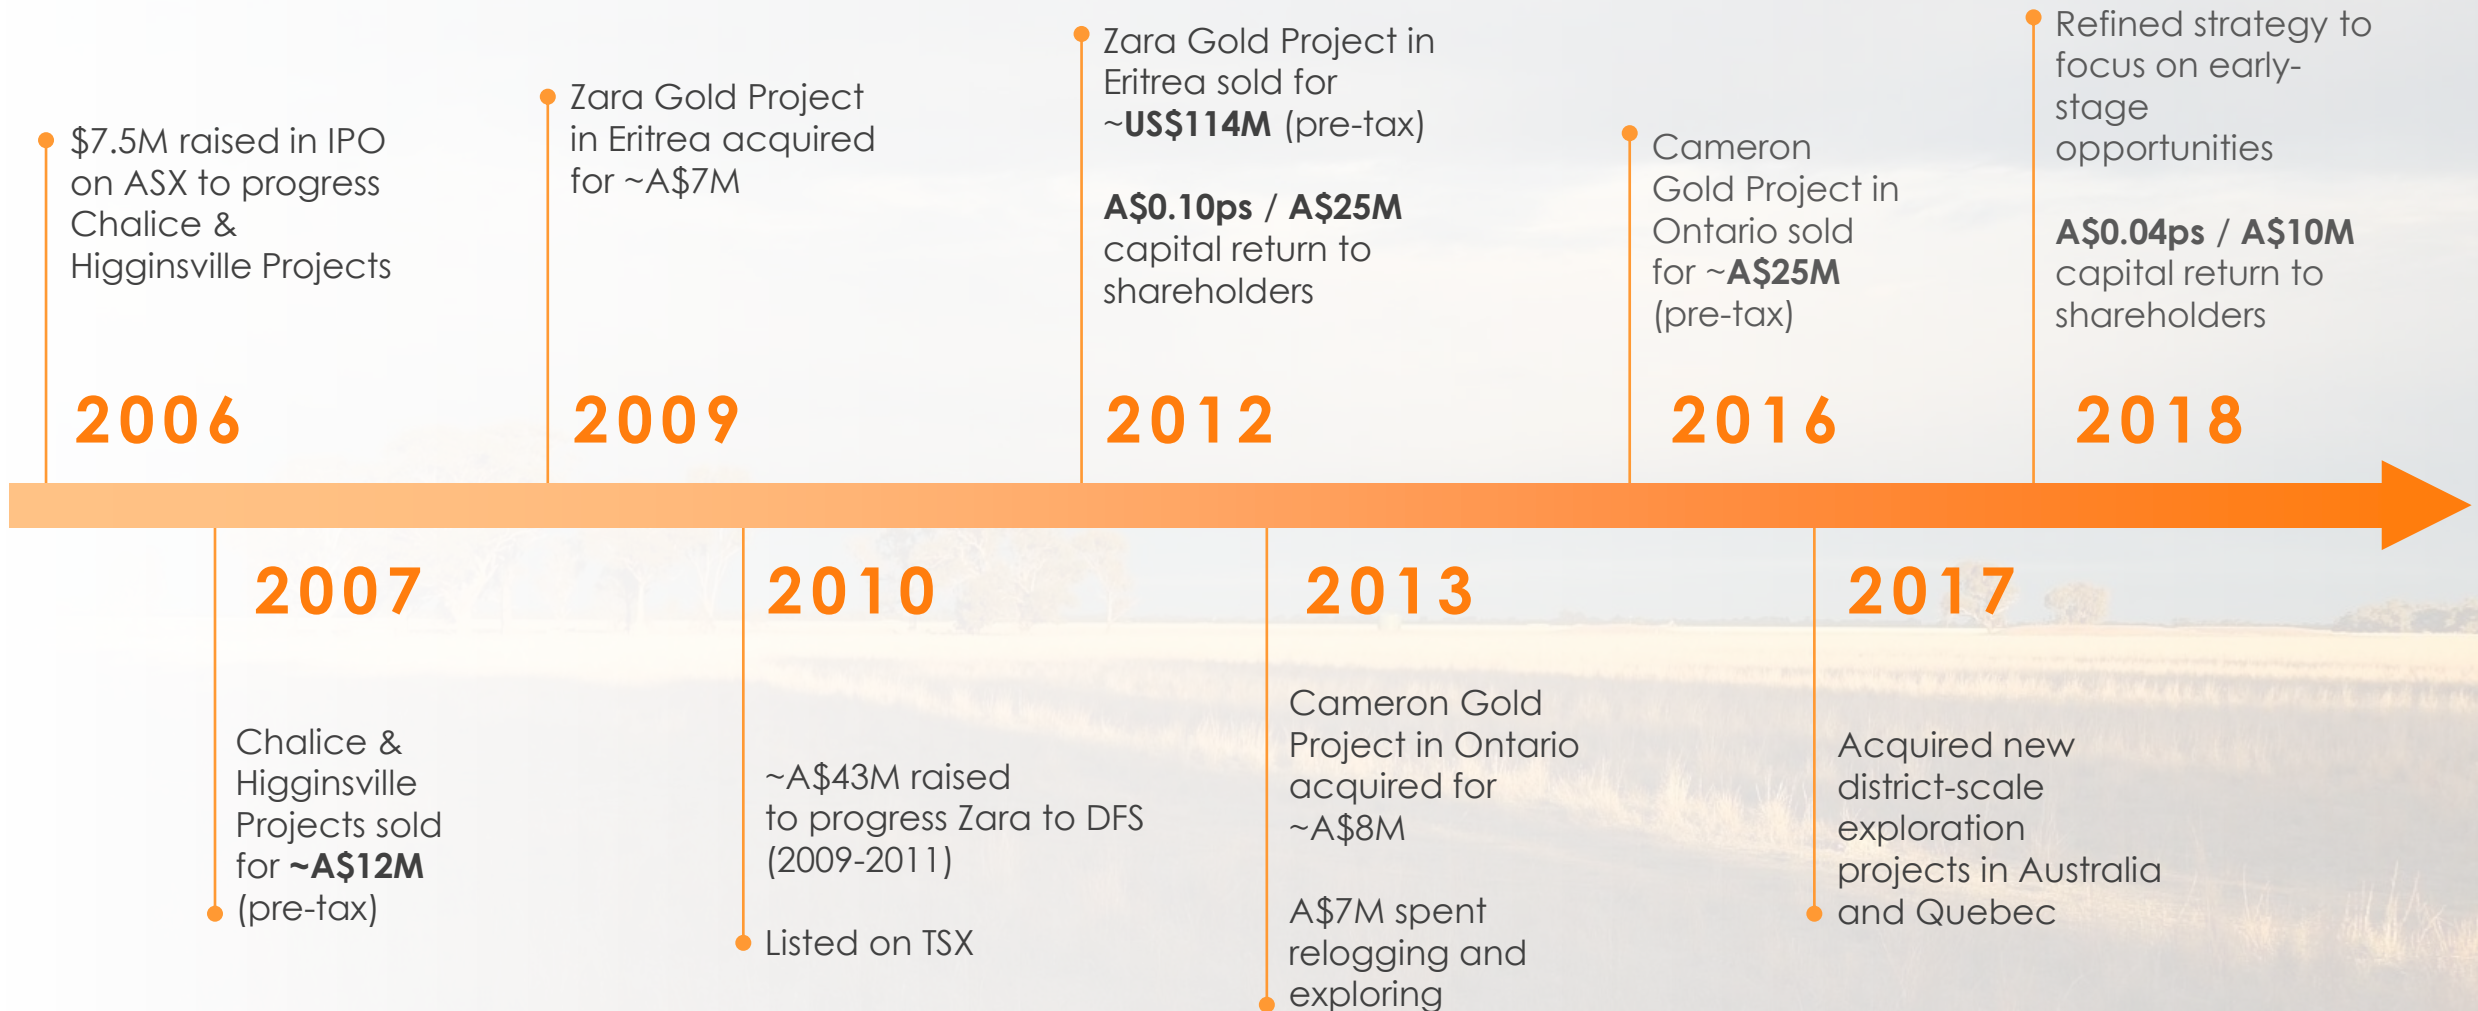 $7.5M raised in IPO
on ASX to progress
Chalice &
Higginsville Projects
2006
Zara Gold Project
in Eritrea acquired
for ~A$7M
2009
Zara Gold Project in
Eritrea sold for
~US$114M (pre-tax)
A$0.10ps / A$25M
capital return to
shareholders
2012
Cameron
Gold Project in
Ontario sold
for ~A$25M
(pre-tax)
2016
Refined strategy to
focus on early-
stage
opportunities
A$0.04ps / A$10M
capital return to
shareholders
2018
2007
Chalice &
Higginsville
Projects sold
for ~A$12M
(pre-tax)
2010
~A$43M raised
to progress Zara to DFS
(2009-2011)
Listed on TSX
2013
Cameron Gold
Project in Ontario
acquired for
~A$8M
A$7M spent
relogging and
exploring
2017
Acquired new
district-scale
exploration
projects in Australia
and Quebec